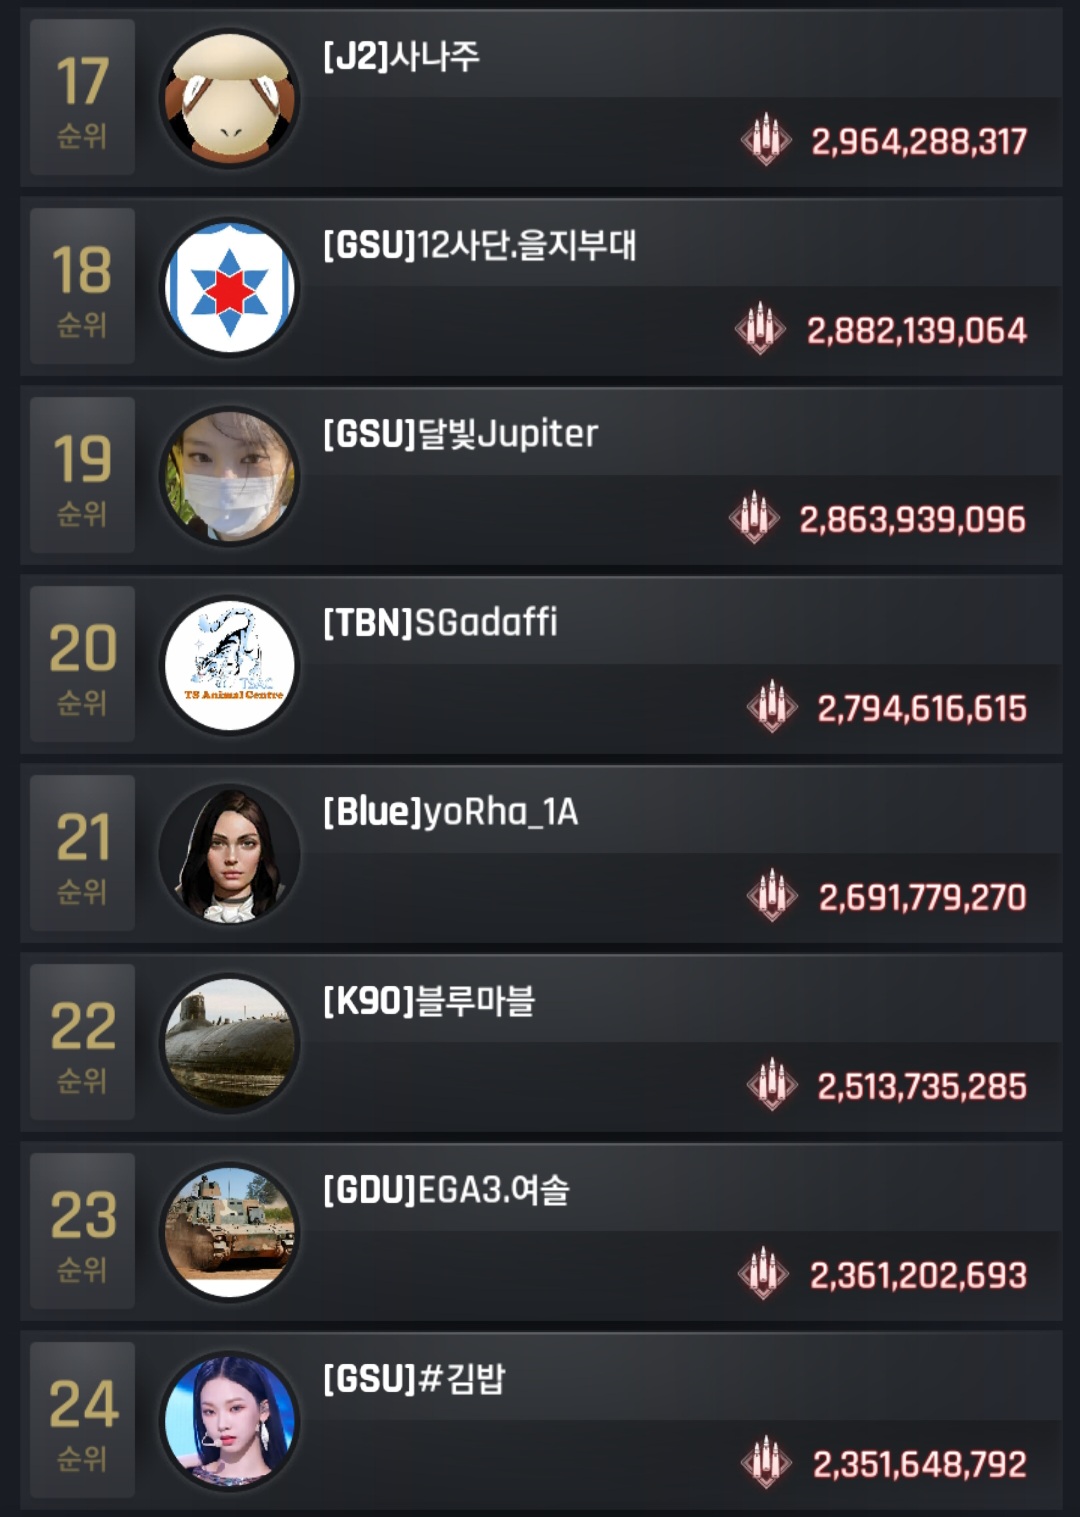 17
순위
[J2]사나주
2,964,288,317
18
순위
[GSU]12사단.을지부대
2,882,139,064
19
순위
[GSU]달빛Jupiter
2,863,939,096
20
순위
TSAC
TS Animal Centre
[TBN]SGadaffi
2,794,616,615
21
순위
[Blue]yoRha_1A
2,691,779,270
22
순위
[K90]블루마블
2,513,735,285
23
순위
[GDU]EGA3.여솔
2,361,202,693
24
순위
[GSU]#김밥
2,351,648,792